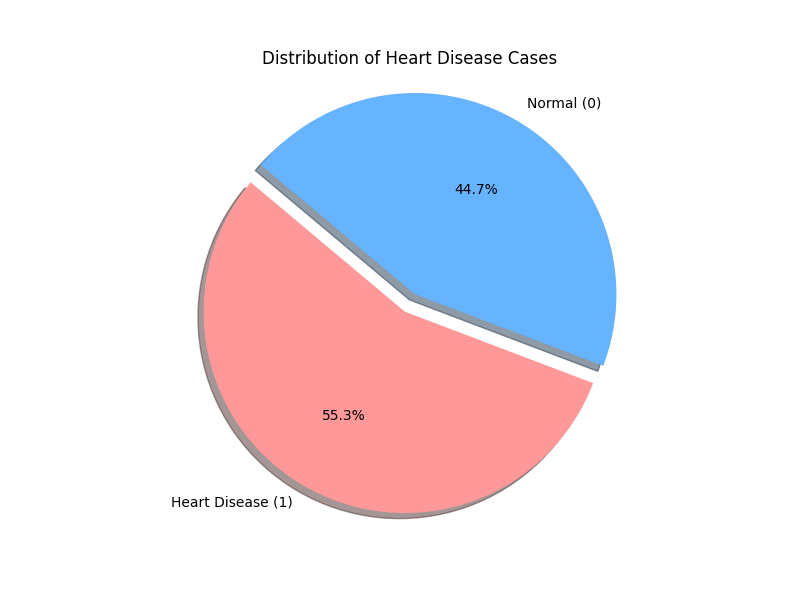 Distribution of Heart Disease Cases
Normal (0)
44.7%
55.3%
Heart Disease (1)